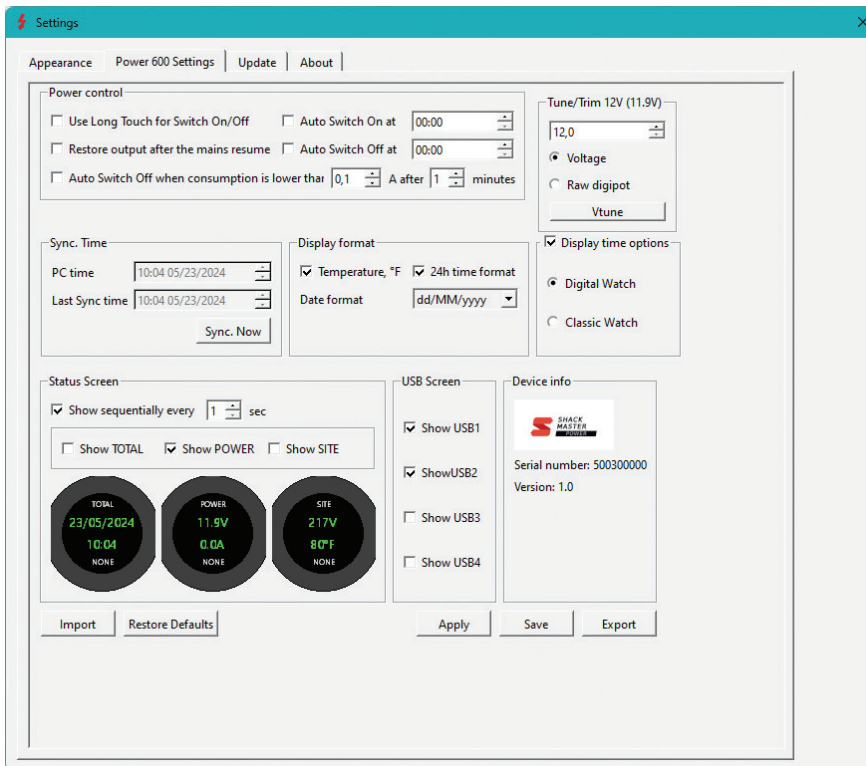 Settings
Appearance Power 600 Settings Update About
Power control
Use Long Touch for Switch On/Off Auto Switch On at 00:00
Restore output after the mains resume Auto Switch Off at 00:00
Auto Switch Off when consumption is lower thar 0,1 A after 1 minutes
Tune/Trim 12V (11.9V)
12,0
Voltage
Raw digipot
Vtune
Sync. Time
PC time 10:04 05/23/2024
Last Sync time 10:04 05/23/2024
Sync. Now
Display format
Temperature, °F 24h time format
Date format dd/MM/yyyy
Display time options
Digital Watch
Classic Watch
Status Screen
Show sequentially every 1 sec
Show TOTAL Show POWER Show SITE
TOTAL
23/05/2024
10:04
NONE
POWER
11.9V
0.0A
NONE
SITE
217V
80°F
NONE
USB Screen
Show USB1
ShowUSB2
Show USB3
Show USB4
Device info
SHACK
MASTER
POWER
Serial number: 500300000
Version: 1.0
Import Restore Defaults Apply Save Export